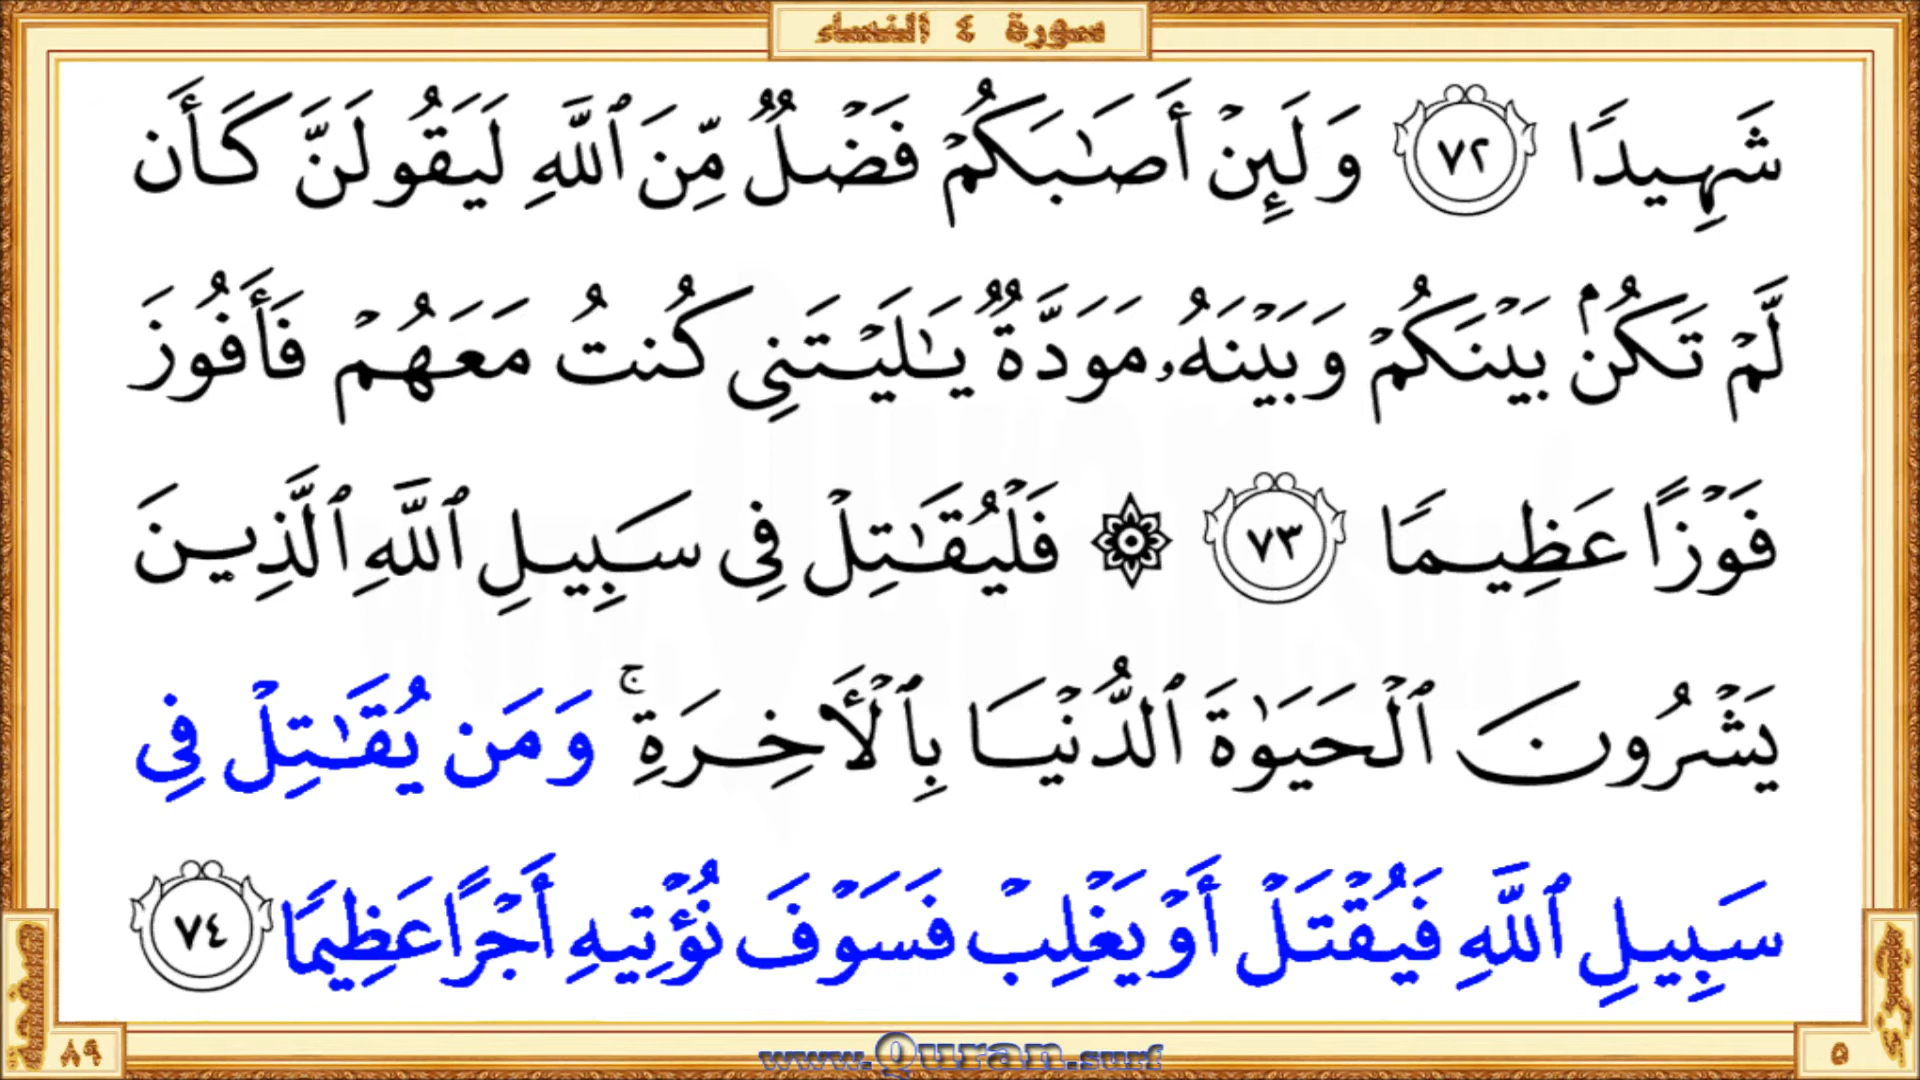 سورة ٤ النساء
شَهِيدًا ٧٢ وَلَئِنۡ أَصَٰبَكُمۡ فَضۡلٞ مِّنَ ٱللَّهِ لَيَقُولَنَّ كَأَن
لَّمۡ تَكُنۢ بَيۡنَكُمۡ وَبَيۡنَهُۥ مَوَدَّةٞ يَٰلَيۡتَنِي كُنتُ مَعَهُمۡ فَأَفُوزَ
فَوۡزًا عَظِيمٗا ٧٣ ۞ فَلۡيُقَٰتِلۡ فِي سَبِيلِ ٱللَّهِ ٱلَّذِينَ
يَشۡرُونَ ٱلۡحَيَوٰةَ ٱلدُّنۡيَا بِٱلۡأٓخِرَةِۚ وَمَن يُقَٰتِلۡ فِي
سَبِيلِ ٱللَّهِ فَيُقۡتَلۡ أَوۡ يَغۡلِبۡ فَسَوۡفَ نُؤۡتِيهِ أَجۡرًا عَظِيمٗا ٧٤
٥
www.Quran.surf
٨٩